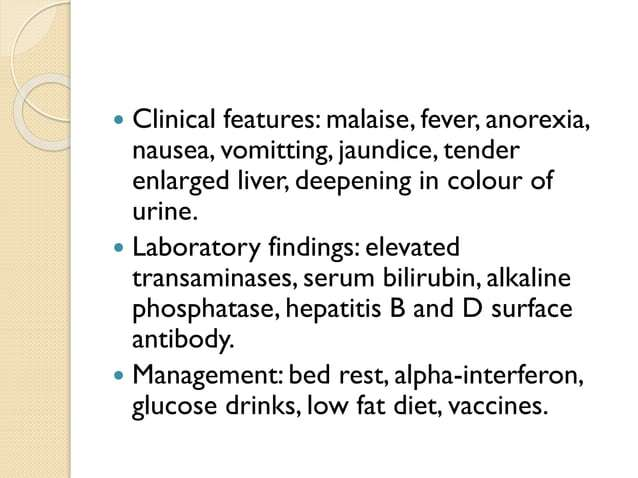 • Clinical features: malaise, fever, anorexia,
nausea, vomitting, jaundice, tender
enlarged liver, deepening in colour of
urine.
• Laboratory findings: elevated
transaminases, serum bilirubin, alkaline
phosphatase, hepatitis B and D surface
antibody.
• Management: bed rest, alpha-interferon,
glucose drinks, low fat diet, vaccines.